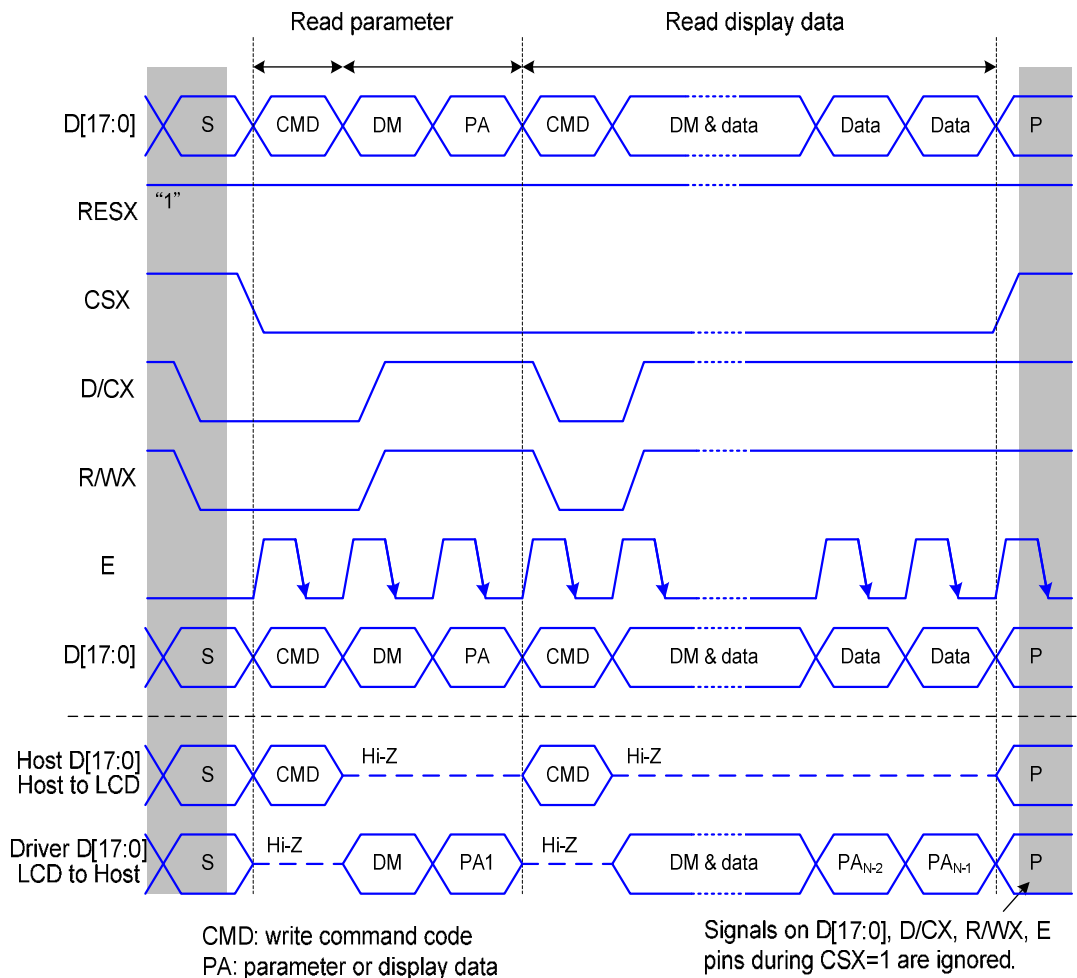 Read parameter
Read display data
D[17:0]
S
CMD
DM
PA
CMD
DM & data
Data
Data
P
"1"
RESX
CSX
D/CX
R/WX
E
D[17:0]
S
CMD
DM
PA
CMD
DM & data
Data
Data
P
Host D[17:0]
Host to LCD
S
CMD
Hi-Z
CMD
Hi-Z
P
Driver D[17:0]
LCD to Host
S
Hi-Z
DM
PA1
Hi-Z
DM & data
PAN-2
PAN-1
P
CMD: write command code
PA: parameter or display data
Signals on D[17:0], D/CX, R/WX, E
pins during CSX=1 are ignored.